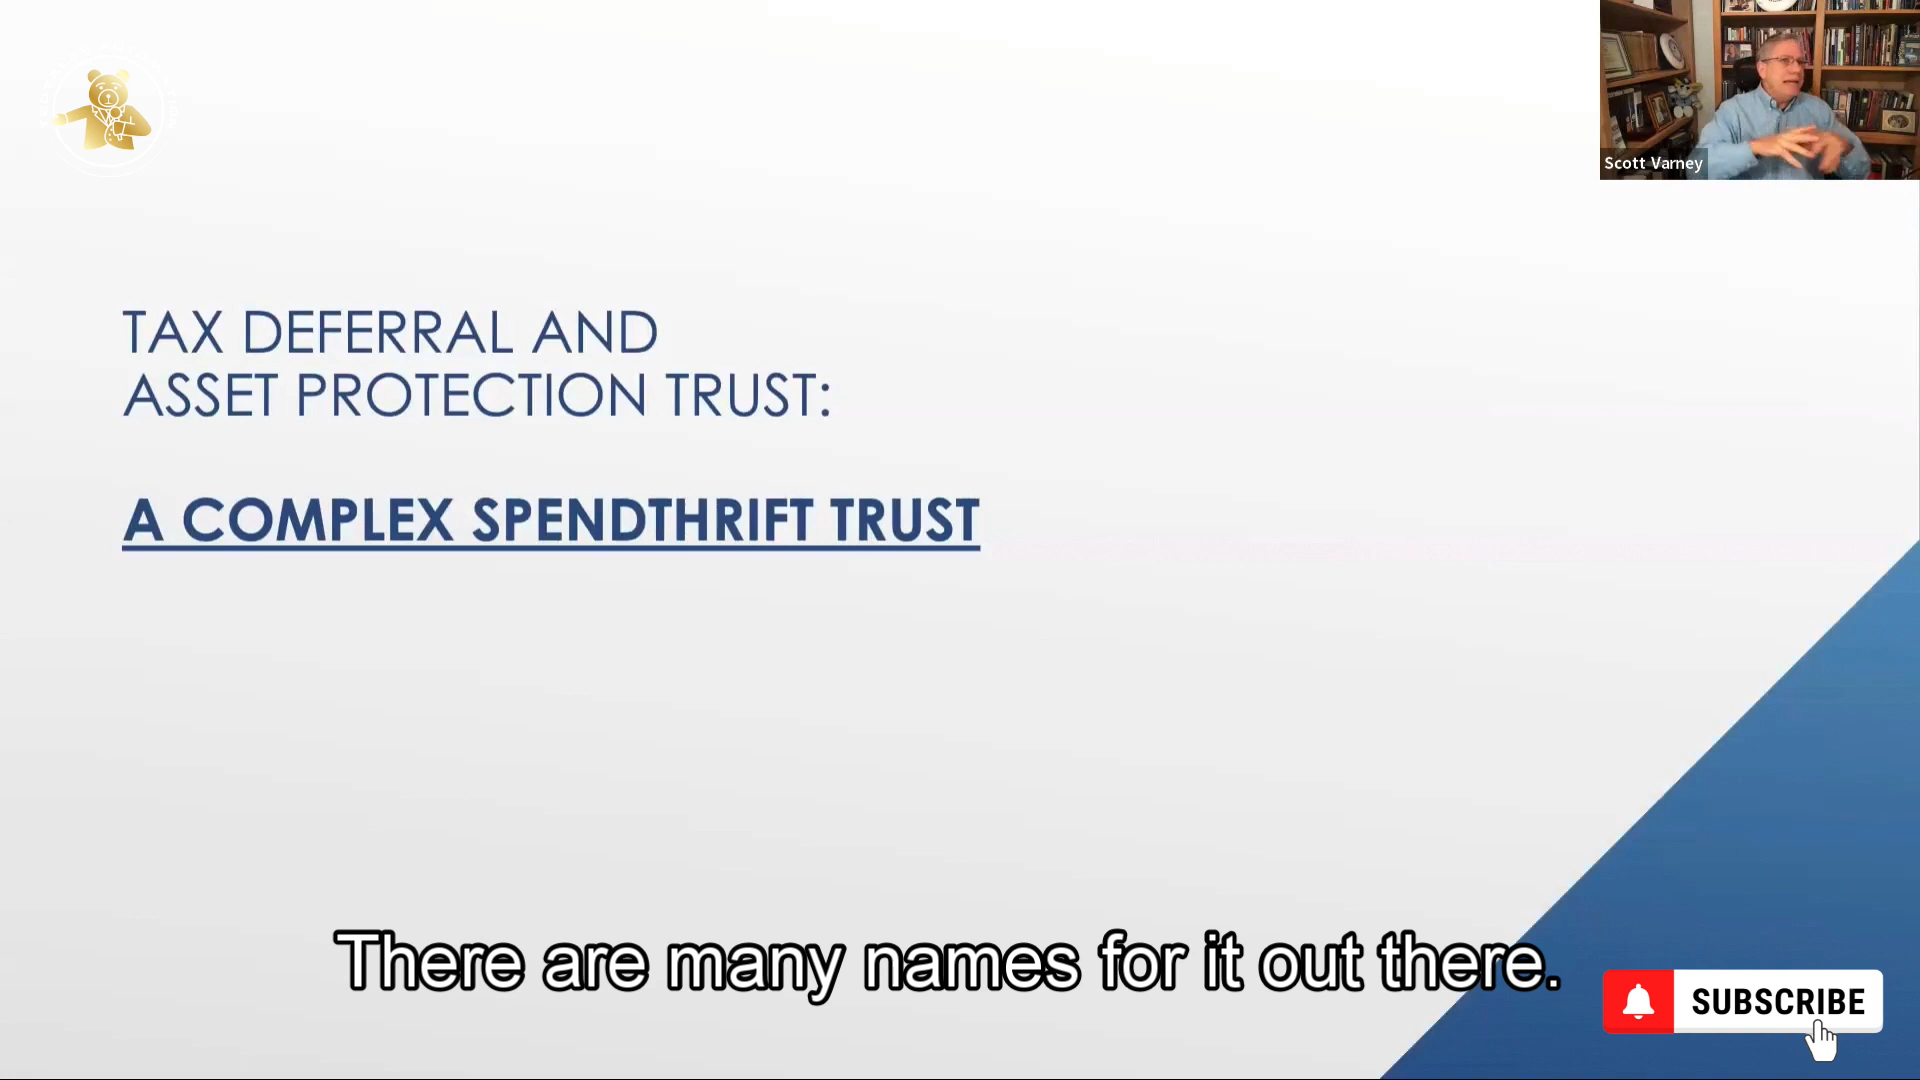 Scott Varney
TAX DEFERRAL AND
ASSET PROTECTION TRUST:
A COMPLEX SPENDTHRIFT TRUST
There are many names for it out there.
SUBSCRIBE